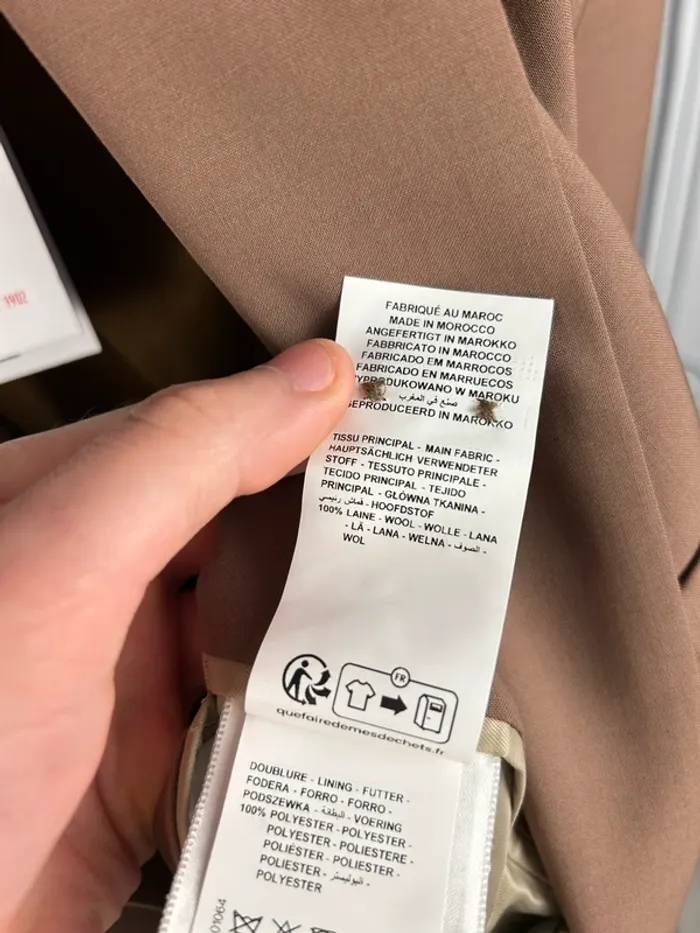 1902
FABRIQUÉ AU MAROC
MADE IN MOROCCO
ANGEFERTIGT IN MAROKKO
FABBRICATO IN MAROCCO
FABRICADO EM MARROCOS
FABRICADO EN MARRUECOS
WYPRODUKOWANO W MAROKU
صنع في المغرب
GEPRODUCEERD IN MAROKKO
TISSU PRINCIPAL - MAIN FABRIC -
HAUPTSÄCHLICH VERWENDETER
STOFF - TESSUTO PRINCIPALE -
TECIDO PRINCIPAL - TEJIDO
PRINCIPAL - GŁÓWNA TKANINA -
قماش رئيسي - HOOFDSTOF
100% LAINE - WOOL - WOLLE - LANA
- LÃ - LANA - WELNA - الصوف -
WOL
FR
quefairedemesdechets.fr
DOUBLURE - LINING - FUTTER -
FODERA - FORRO - FORRO -
PODSZEWKA - البطانة - VOERING
100% POLYESTER - POLYESTER -
POLYESTER - POLIESTERE -
POLIÉSTER - POLIESTER -
POLIESTER - البوليستر -
POLYESTER
01064